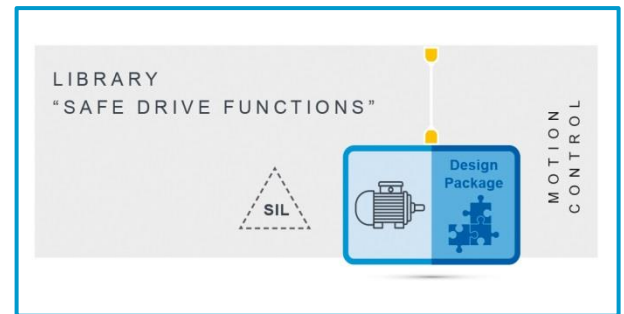 LIBRARY
“SAFE DRIVE FUNCTIONS”
SIL
Design
Package
MOTION
CONTROL